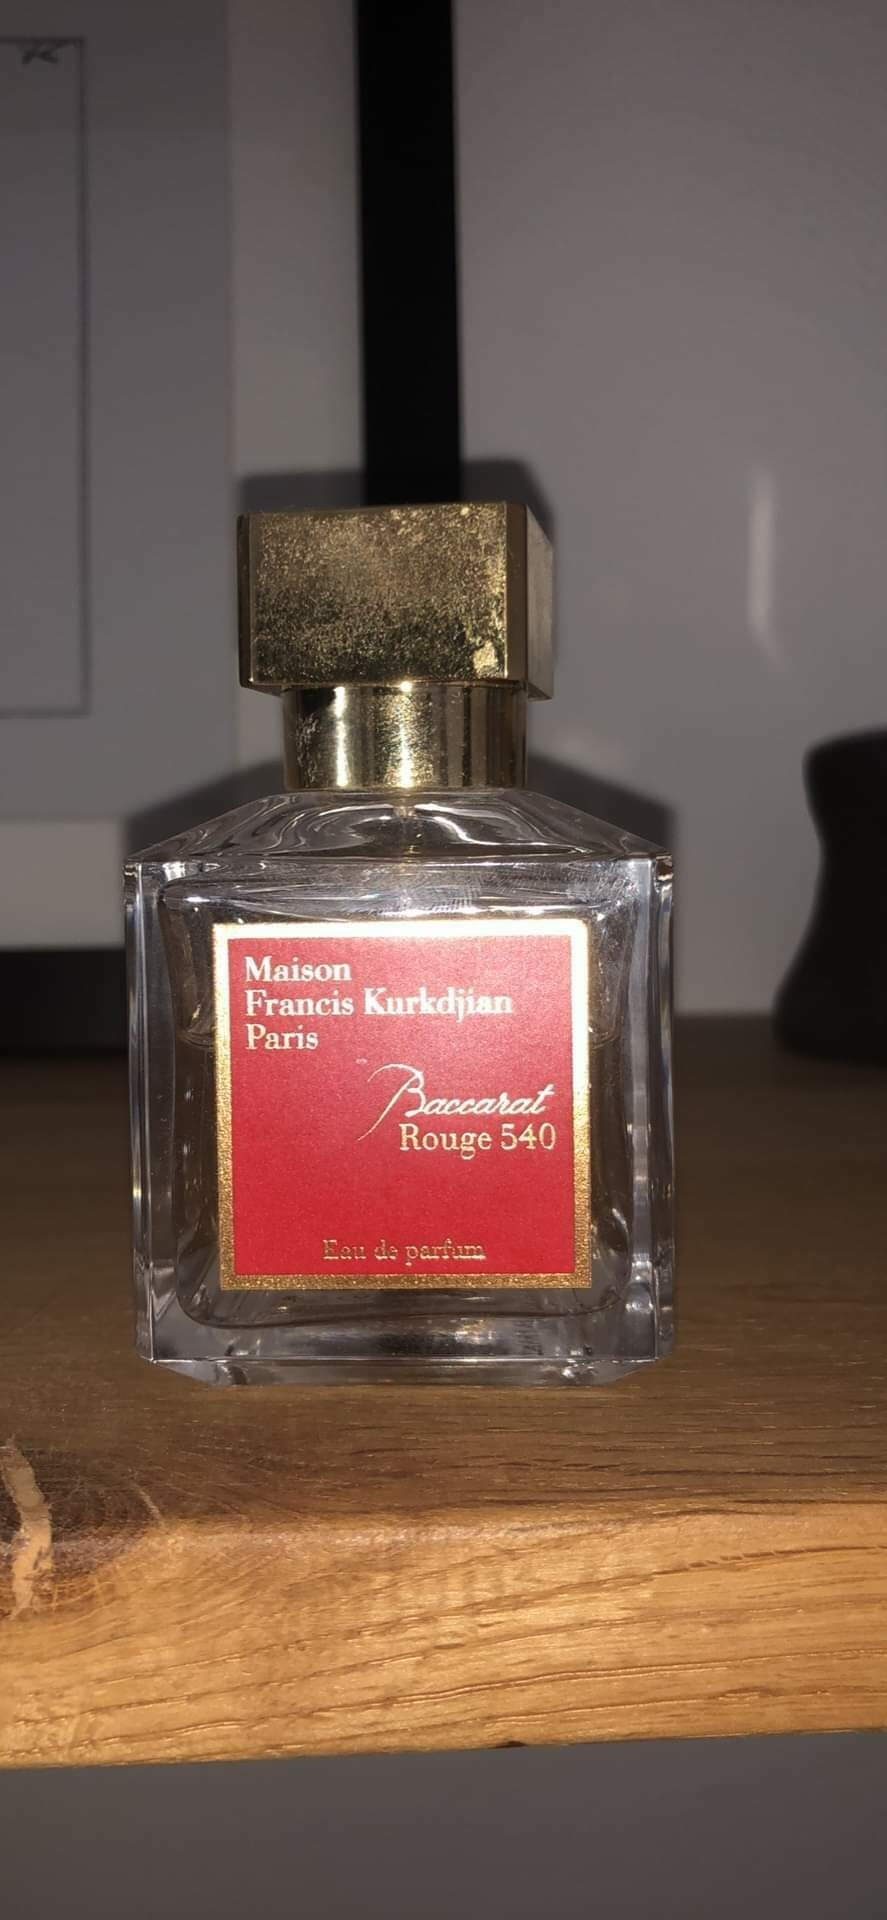 Maison
Francis Kurkdjian
Paris
Baccarat
Rouge 540
Eau de parfum